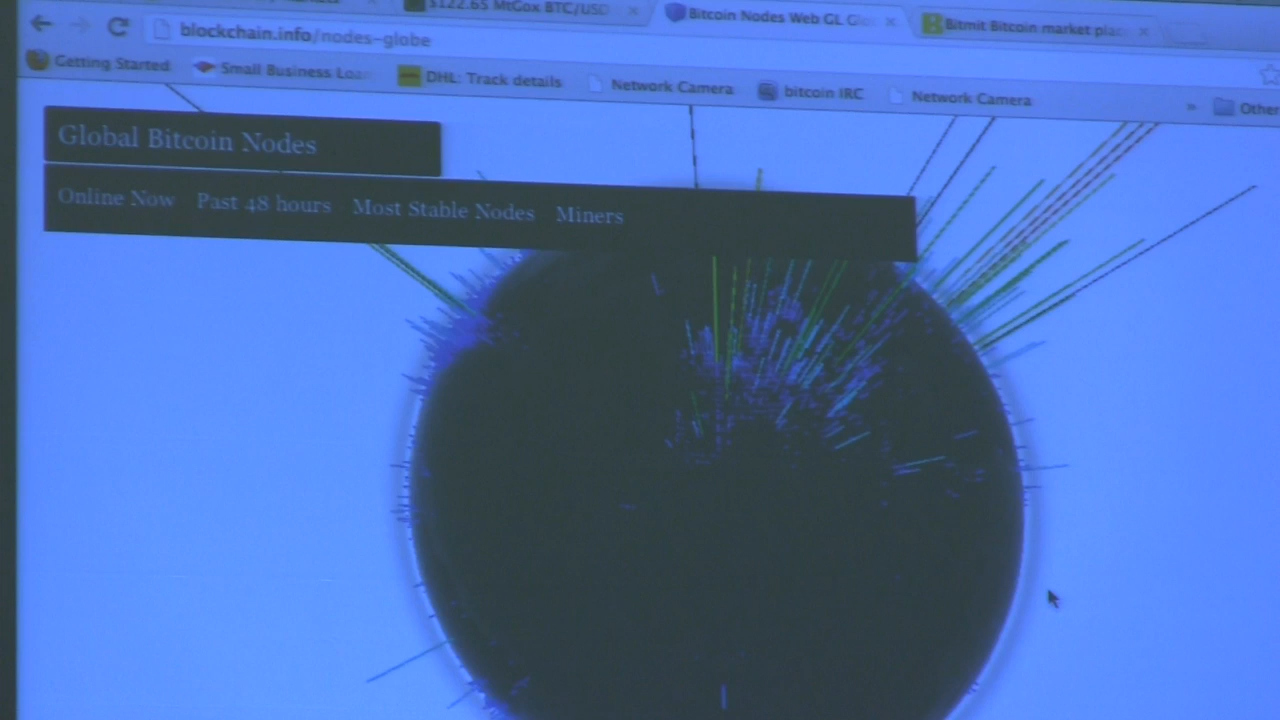 $122.65 MtGox BTC/USD
Bitcoin Nodes Web GL Glo
Bitmit Bitcoin market plac
blockchain.info/nodes-globe
Getting Started
Small Business Loa
DHL: Track details
Network Camera
bitcoin IRC
Network Camera
»
Other
Global Bitcoin Nodes
Online Now Past 48 hours Most Stable Nodes Miners